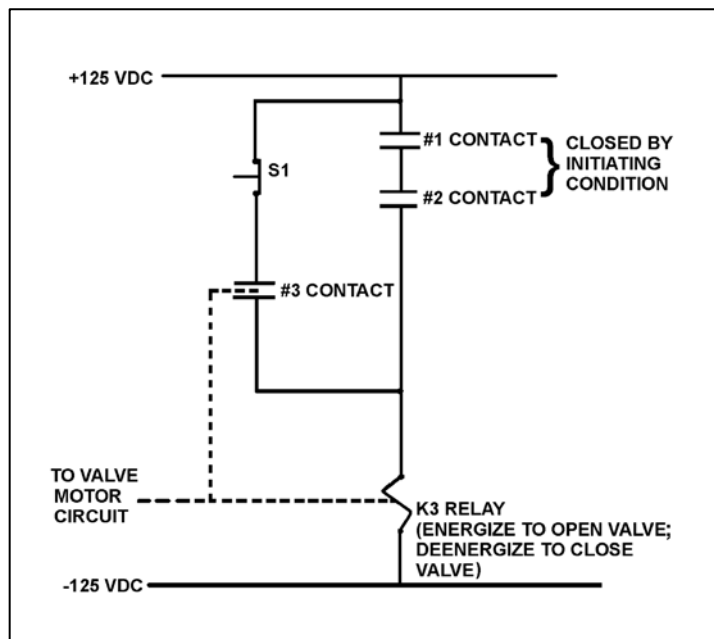 +125 VDC
#1 CONTACT
CLOSED BY
INITIATING
CONDITION
S1
#2 CONTACT
#3 CONTACT
TO VALVE
MOTOR
CIRCUIT
K3 RELAY
(ENERGIZE TO OPEN VALVE;
DEENERGIZE TO CLOSE
VALVE)
-125 VDC